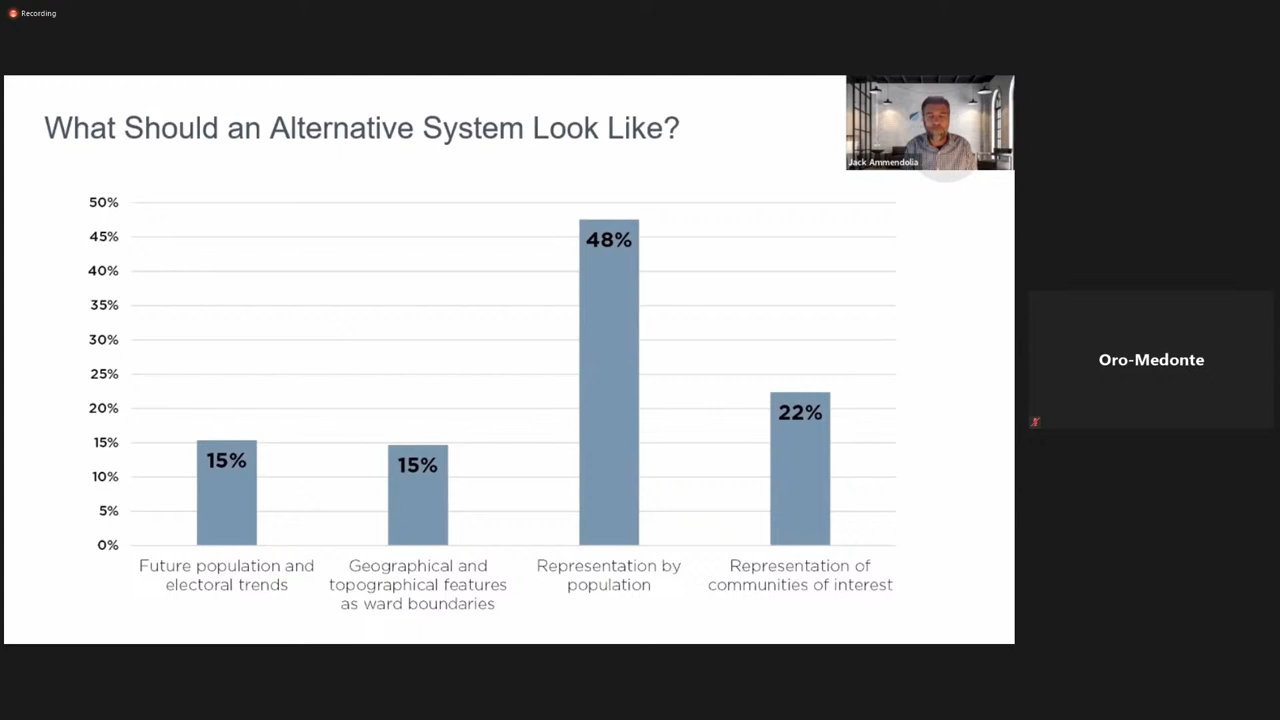 Recording
What Should an Alternative System Look Like?
Jack Ammendolia
50%
45%
40%
35%
30%
25%
20%
15%
10%
5%
0%
15%
15%
48%
22%
Future population and
electoral trends
Geographical and
topographical features
as ward boundaries
Representation by
population
Representation of
communities of interest
Oro-Medonte